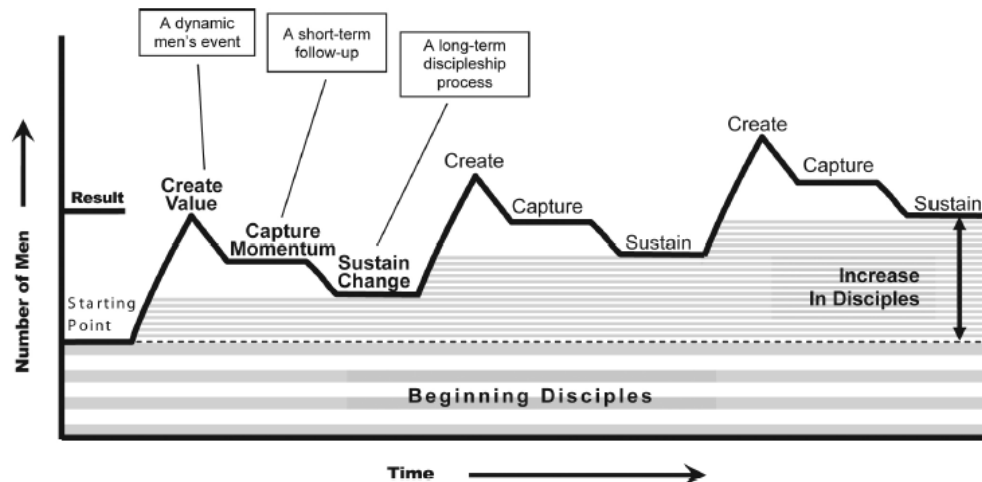 A dynamic
men's event
A short-term
follow-up
A long-term
discipleship
process
Create
Value
Capture
Momentum
Sustain
Change
Create
Capture
Sustain
Create
Capture
Sustain
Result
Starting
Point
Number of Men
Increase
In Disciples
Beginning Disciples
Time